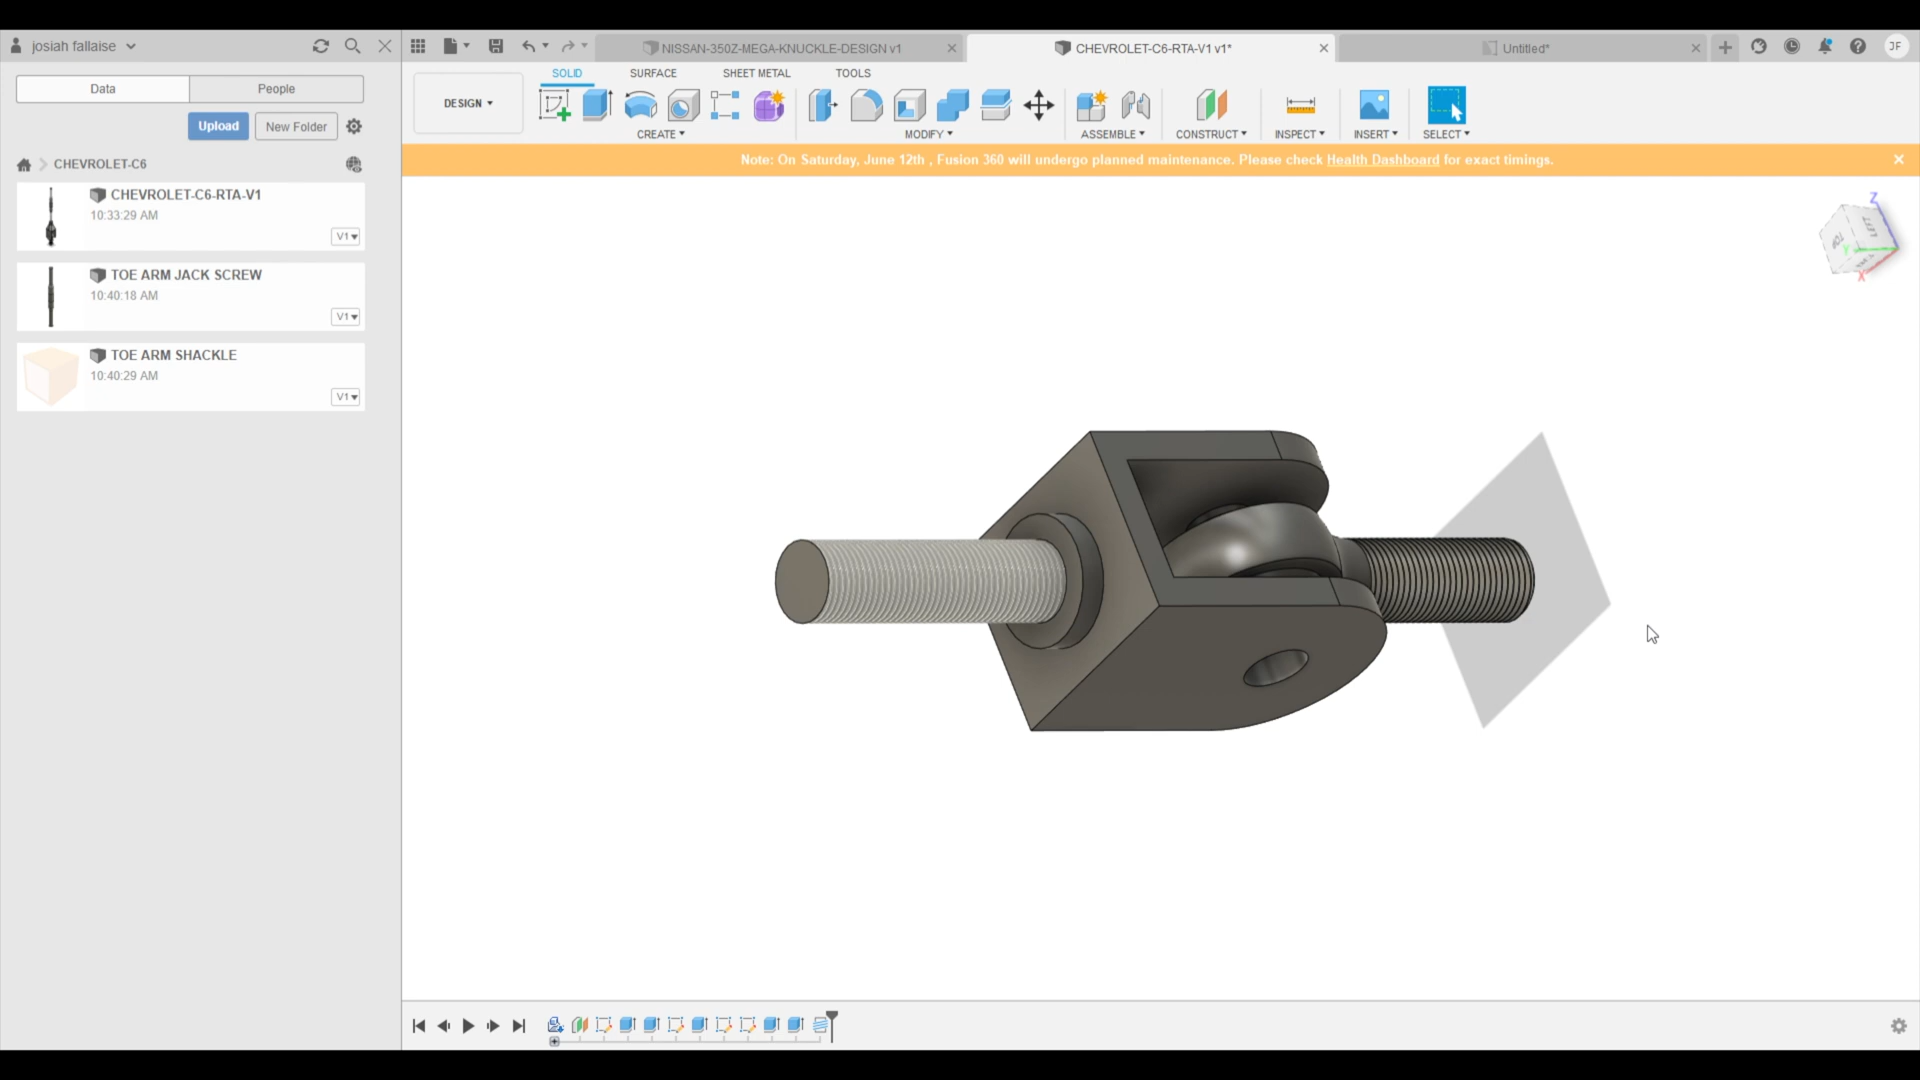 josiah fallaise
NISSAN-350Z-MEGA-KNUCKLE-DESIGN v1
CHEVROLET-C6-RTA-V1 v1*
Untitled*
JF
Data
People
Upload
New Folder
CHEVROLET-C6
CHEVROLET-C6-RTA-V1
10:33:29 AM
V1
TOE ARM JACK SCREW
10:40:18 AM
V1
TOE ARM SHACKLE
10:40:29 AM
V1
SOLID
SURFACE
SHEET METAL
TOOLS
DESIGN
CREATE
MODIFY
ASSEMBLE
CONSTRUCT
INSPECT
INSERT
SELECT
Note: On Saturday, June 12th , Fusion 360 will undergo planned maintenance. Please check Health Dashboard for exact timings.
Z
LEFT
TOP
Y
X